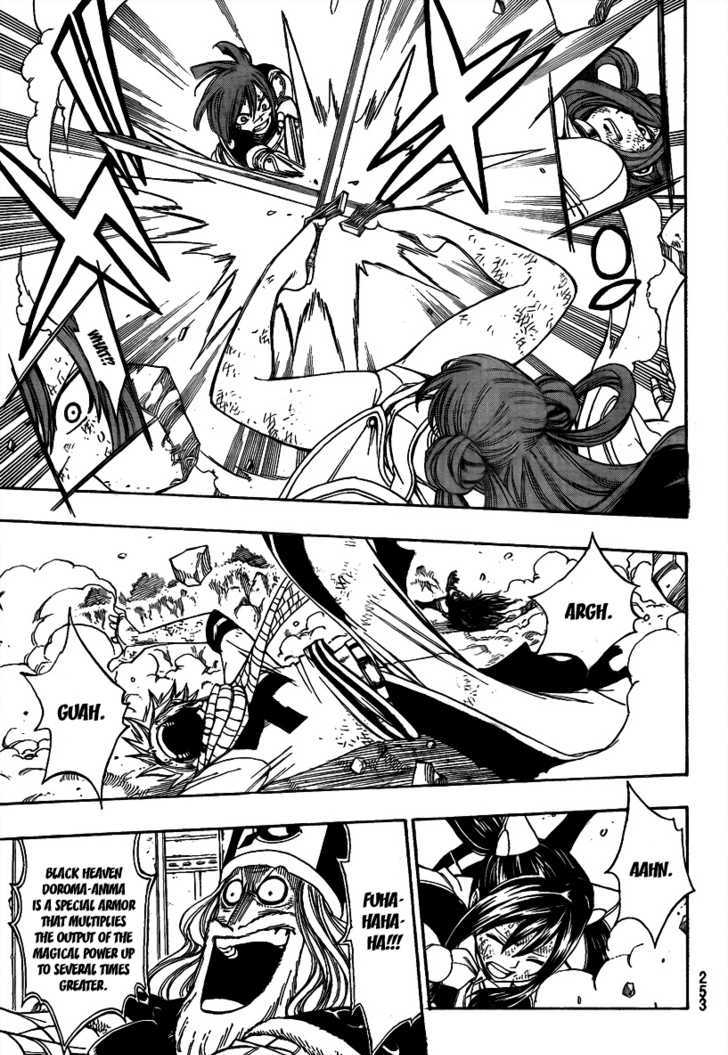 WHAT!?
ARGH.
GUAH.
AAHN.
FUHA-
HAHA-
HA!!!
BLACK HEAVEN
DOROMA-ANIMA
IS A SPECIAL ARMOR
THAT MULTIPLIES
THE OUTPUT OF THE
MAGICAL POWER UP
TO SEVERAL TIMES
GREATER.
253